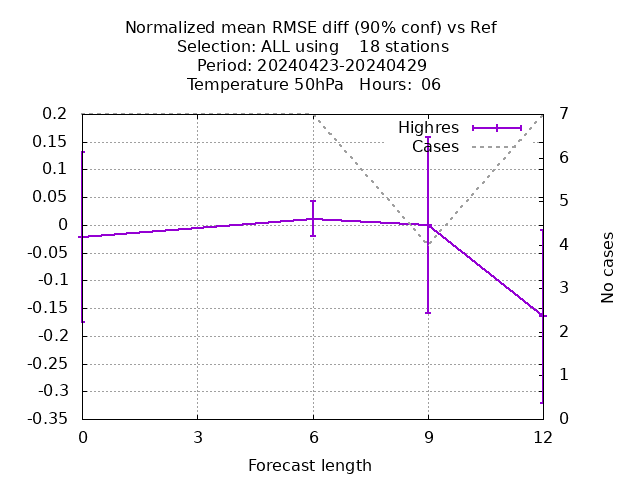 Normalized mean RMSE diff (90% conf) vs Ref
Selection: ALL using    18 stations
Period: 20240423-20240429
Temperature 50hPa   Hours:  06
Highres
Cases
0.2
0.15
0.1
0.05
0
-0.05
-0.1
-0.15
-0.2
-0.25
-0.3
-0.35
7
6
5
4
3
2
1
0
No cases
0 3 6 9 12
Forecast length